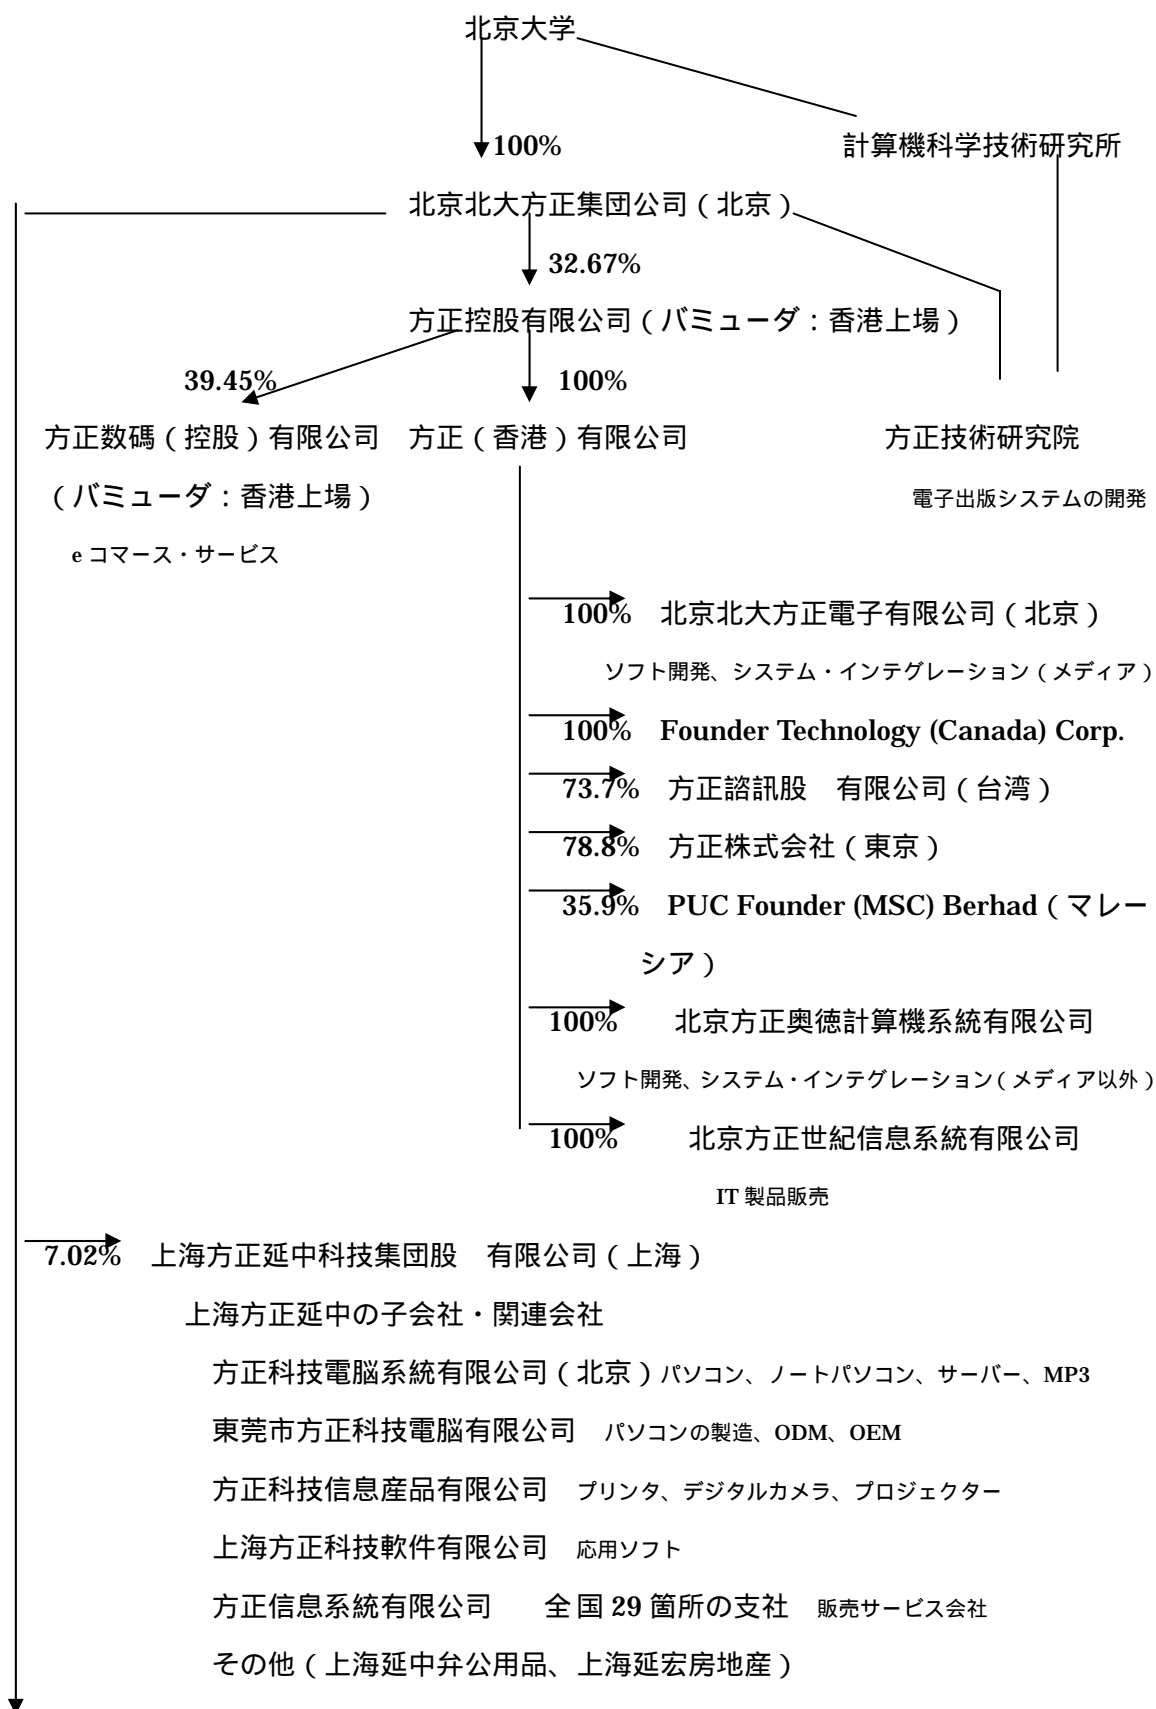 北京大学
100%
計算機科学技術研究所
北京北大方正集団公司（北京）
32.67%
方正控股有限公司（バミューダ：香港上場）
39.45%
100%
方正数碼（控股）有限公司
方正（香港）有限公司
方正技術研究院
（バミューダ：香港上場）
電子出版システムの開発
e コマース・サービス
100% 北京北大方正電子有限公司（北京）
ソフト開発、システム・インテグレーション（メディア）
100% Founder Technology (Canada) Corp.
73.7% 方正諮訊股　有限公司（台湾）
78.8% 方正株式会社（東京）
35.9% PUC Founder (MSC) Berhad（マレー
シア）
100% 北京方正奥徳計算機系統有限公司
ソフト開発、システム・インテグレーション（メディア以外）
100% 北京方正世紀信息系統有限公司
IT 製品販売
7.02% 上海方正延中科技集団股　有限公司（上海）
上海方正延中の子会社・関連会社
方正科技電脳系統有限公司（北京）パソコン、ノートパソコン、サーバー、MP3
東莞市方正科技電脳有限公司　パソコンの製造、ODM、OEM
方正科技信息産品有限公司　プリンタ、デジタルカメラ、プロジェクター
上海方正科技軟件有限公司　応用ソフト
方正信息系統有限公司　全国 29 箇所の支社　販売サービス会社
その他（上海延中弁公用品、上海延宏房地産）